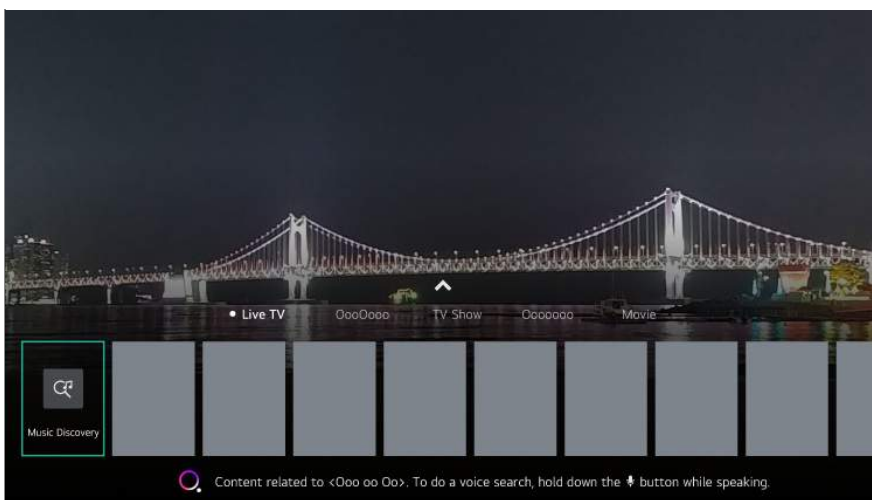 Live TV OooOooo TV Show Ooooooo Movie
Music Discovery
Content related to <Ooo oo Oo>. To do a voice search, hold down the button while speaking.